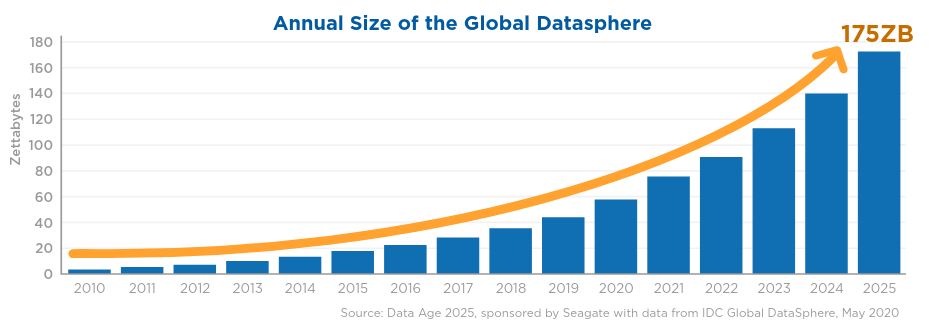 Annual Size of the Global Datasphere
175ZB
Zettabytes
180
160
140
120
100
80
60
40
20
0
2010 2011 2012 2013 2014 2015 2016 2017 2018 2019 2020 2021 2022 2023 2024 2025
Source: Data Age 2025, sponsored by Seagate with data from IDC Global DataSphere, May 2020